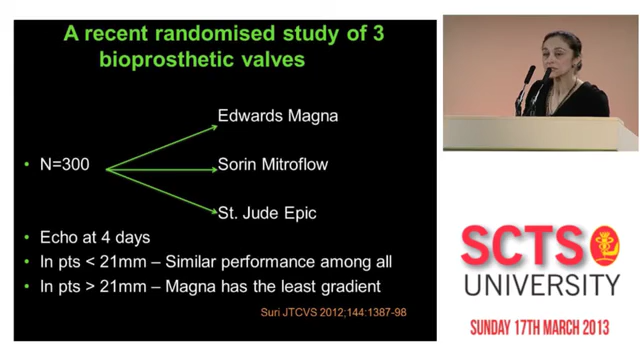 A recent randomised study of 3
bioprosthetic valves
Edwards Magna
• N=300
Sorin Mitroflow
St. Jude Epic
• Echo at 4 days
• In pts < 21mm – Similar performance among all
• In pts > 21mm – Magna has the least gradient
Suri JTCVS 2012;144:1387-98
SCTS
UNIVERSITY
SUNDAY 17TH MARCH 2013